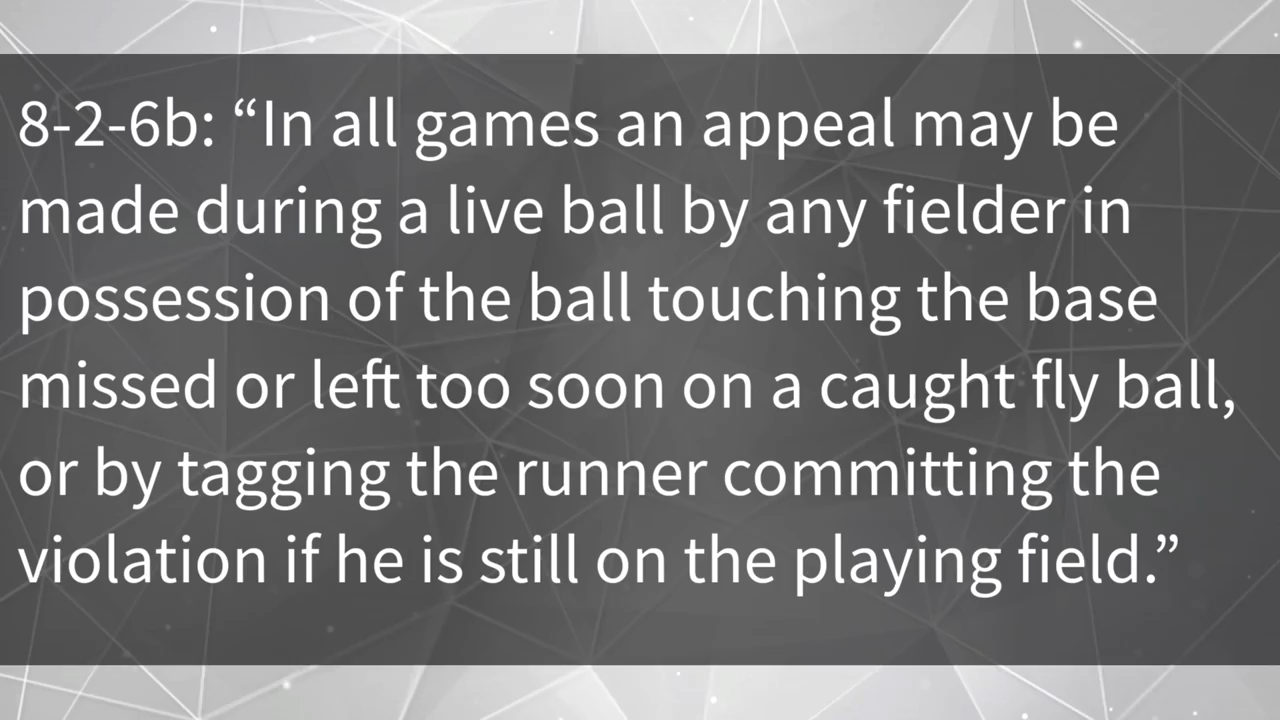 8-2-6b: “In all games an appeal may be
made during a live ball by any fielder in
possession of the ball touching the base
missed or left too soon on a caught fly ball,
or by tagging the runner committing the
violation if he is still on the playing field.”